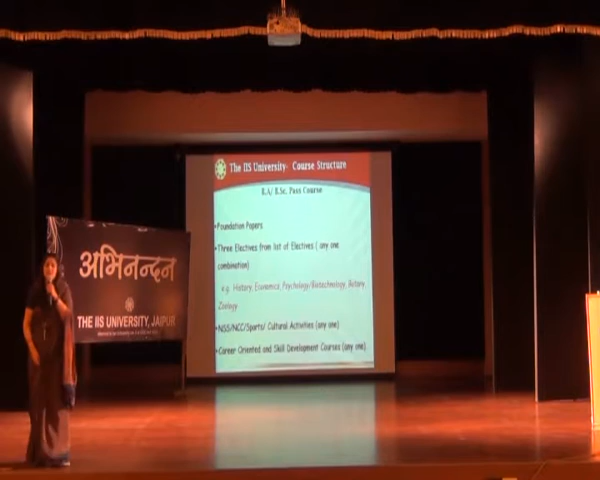 The IIS University- Course Structure
B.A/ B.Sc. Pass Course
•Foundation Papers
•Three Electives from list of Electives ( any one
combination)
e.g. History, Economics, Psychology/Biotechnology, Botany,
Zoology
•NSS/NCC/Sports/ Cultural Activities (any one)
•Career Oriented and Skill Development Courses (any one)
अभिनन्दन
THE IIS UNIVERSITY, JAIPUR